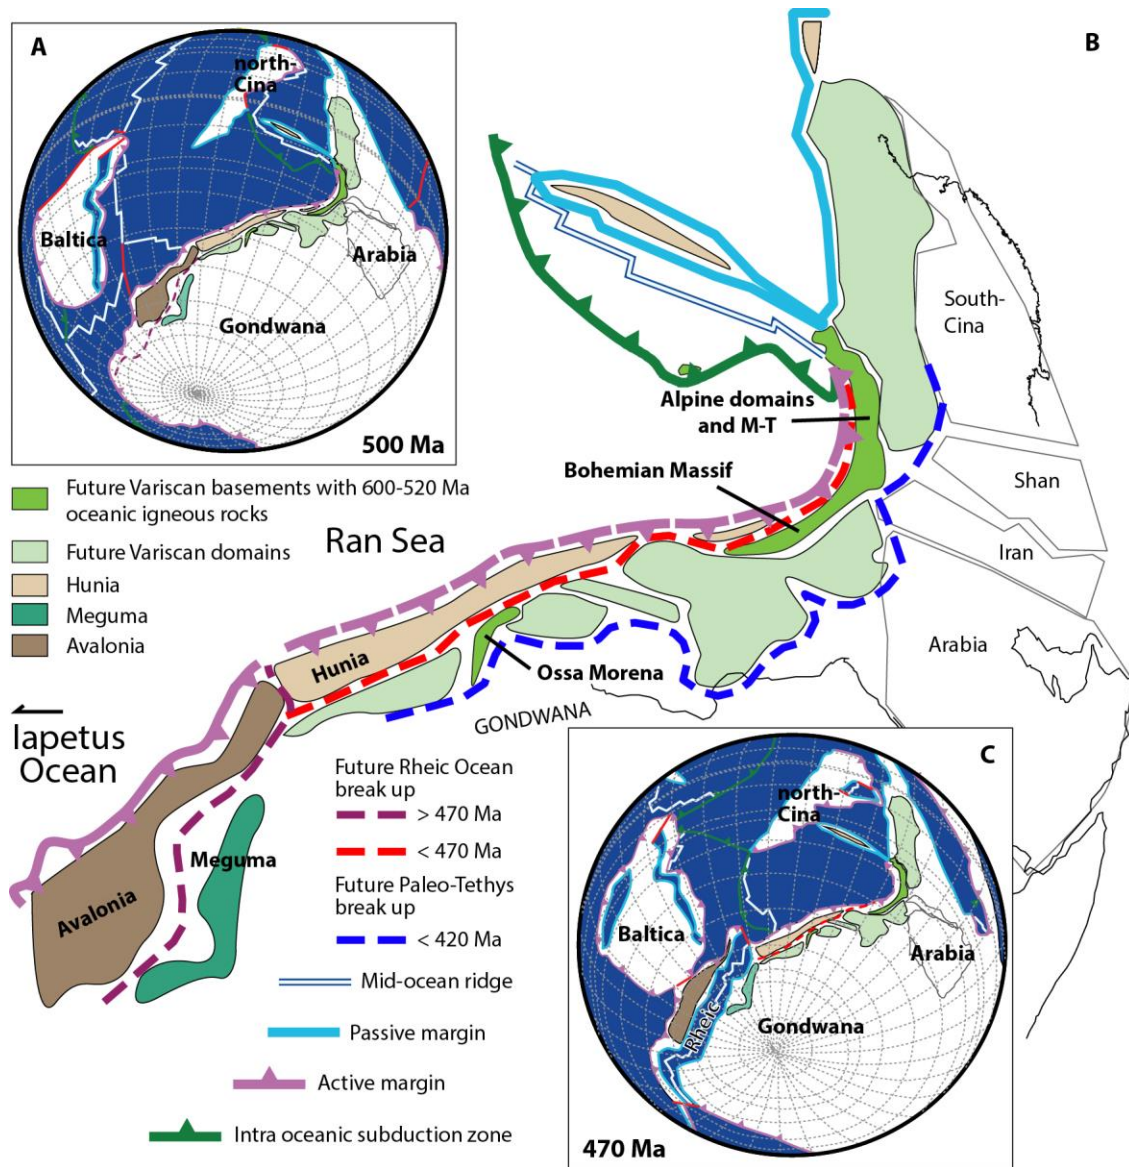 A
north-
Cina
Baltica
Arabia
Gondwana
500 Ma
B
South-
Cina
Alpine domains
and M-T
Bohemian Massif
Shan
Iran
Arabia
Ran Sea
Hunia
Ossa Morena
GONDWANA
Iapetus
Ocean
Meguma
Avalonia
Future Variscan basements with 600-520 Ma
oceanic igneous rocks
Future Variscan domains
Hunia
Meguma
Avalonia
Future Rheic Ocean
break up
> 470 Ma
< 470 Ma
Future Paleo-Tethys
break up
< 420 Ma
Mid-ocean ridge
Passive margin
Active margin
Intra oceanic subduction zone
C
north-
Cina
Baltica
Arabia
Rheic
Gondwana
470 Ma